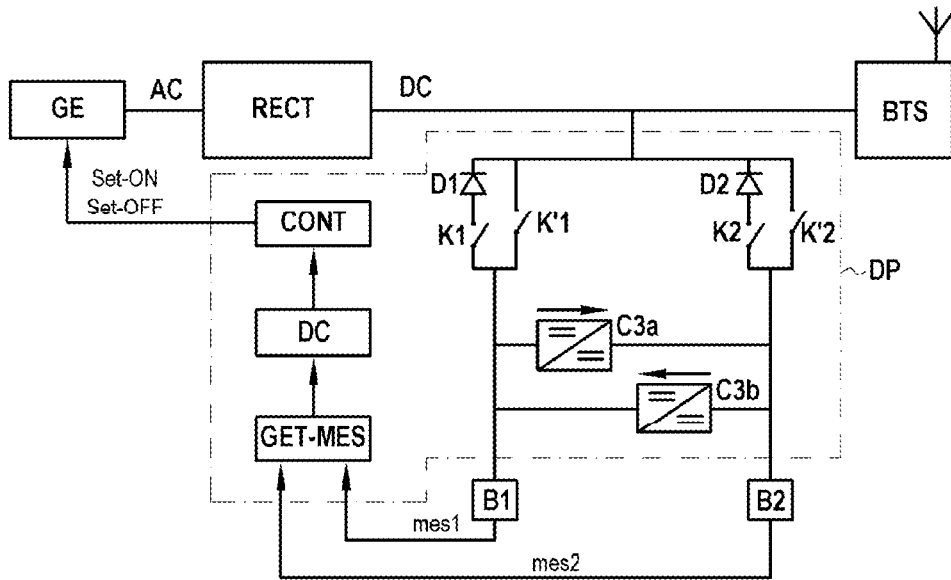 GE
AC
RECT
DC
BTS
Set-ON
Set-OFF
CONT
DC
GET-MES
D1
K1
K'1
D2
K2
K'2
DP
C3a
C3b
B1
B2
mes1
mes2